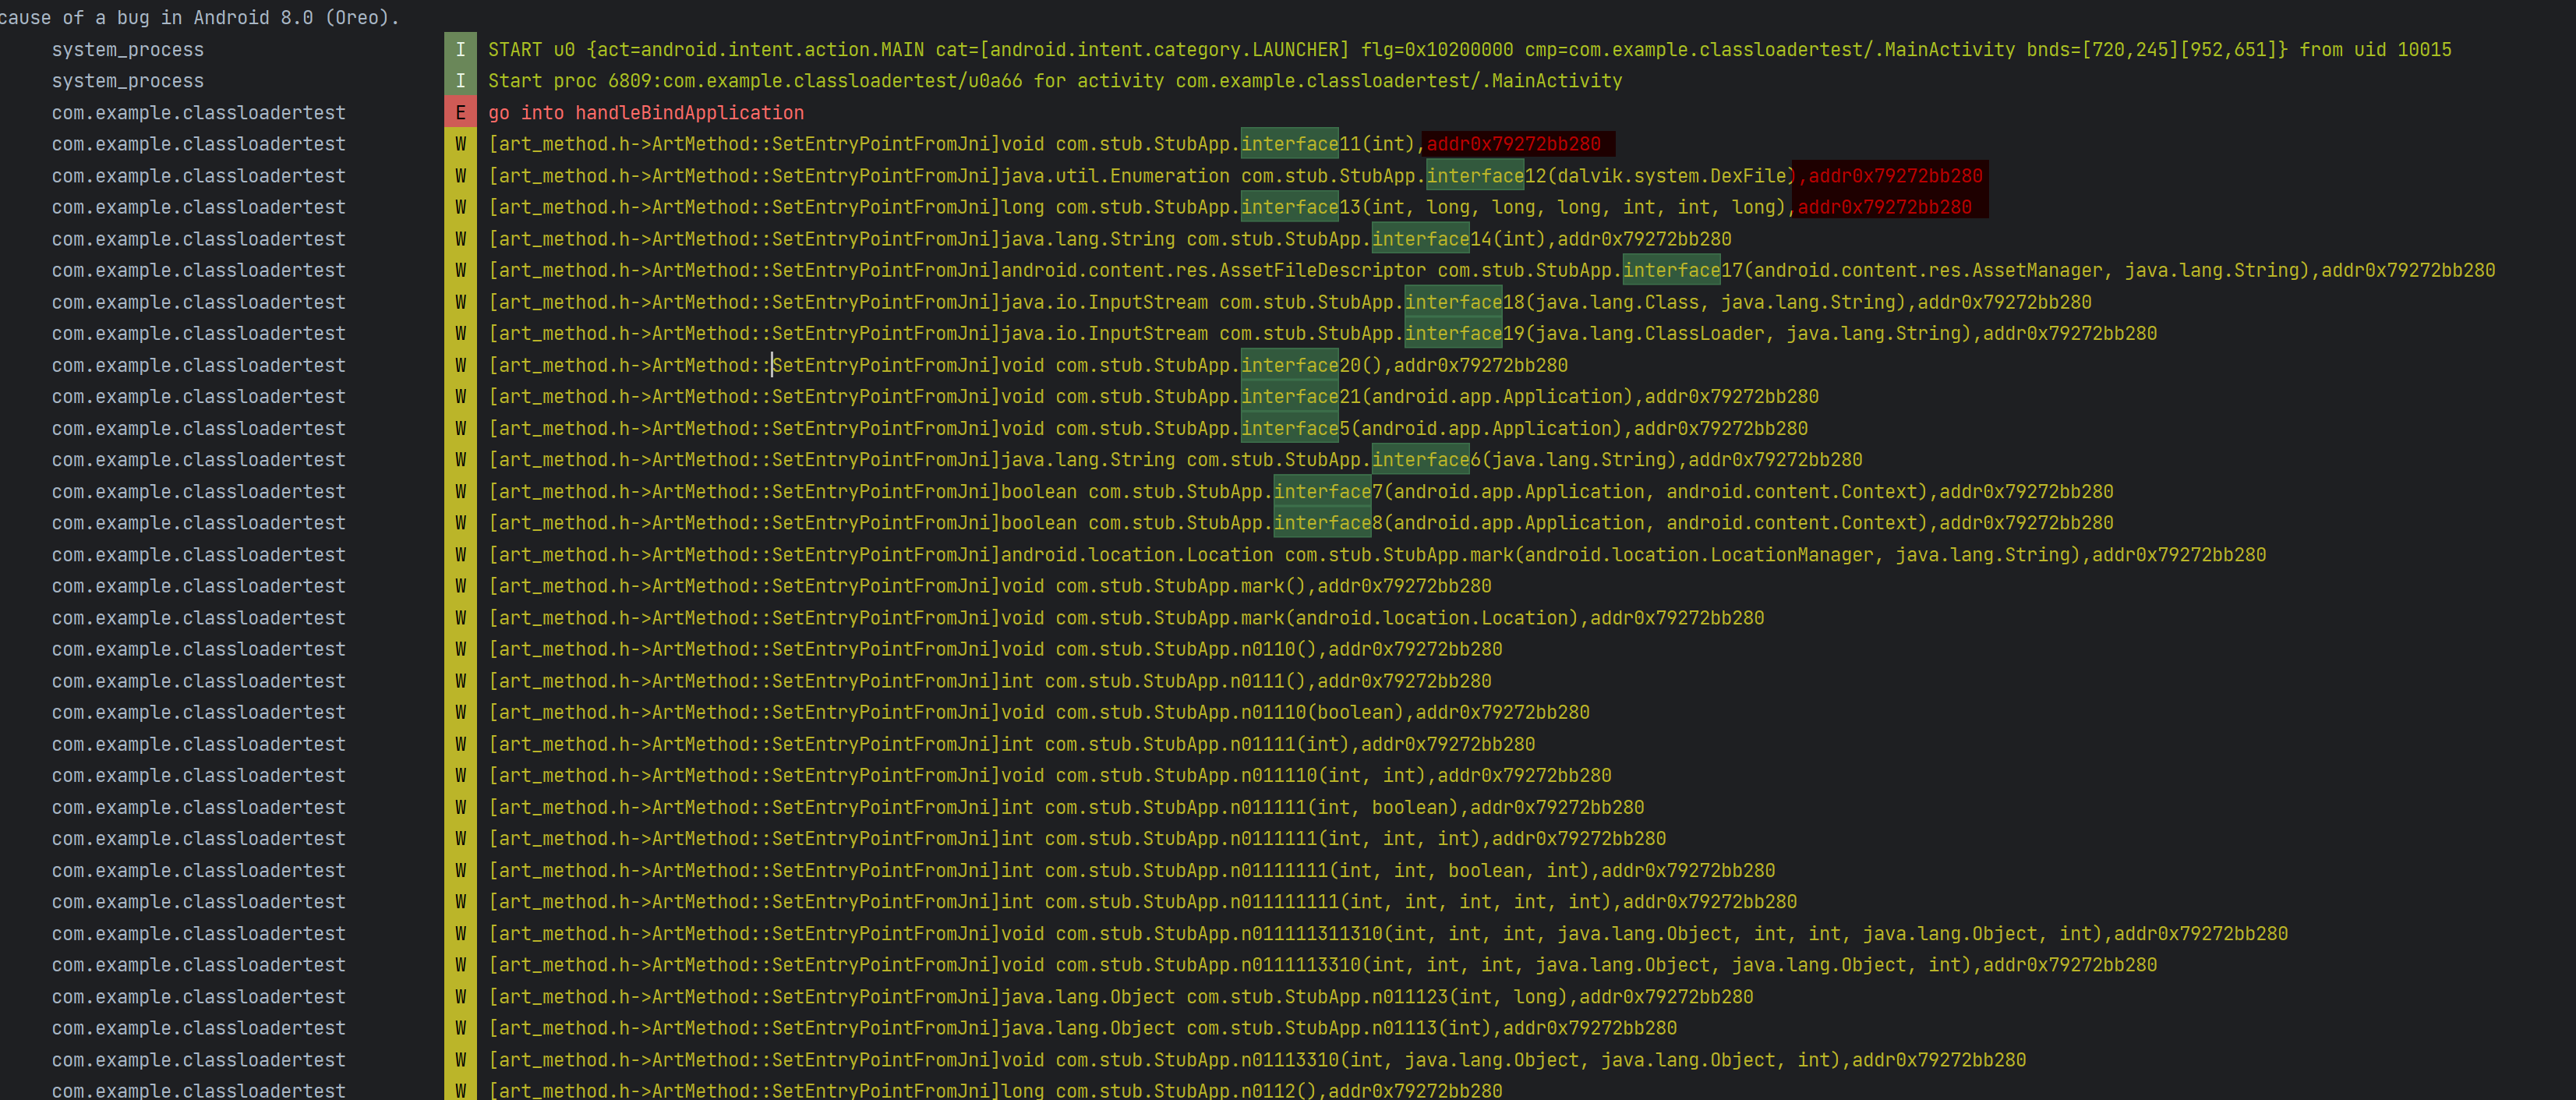 cause of a bug in Android 8.0 (Oreo).
system_process I START u0 {act=android.intent.action.MAIN cat=[android.intent.category.LAUNCHER] flg=0x10200000 cmp=com.example.classloadertest/.MainActivity bnds=[720,245][952,651]} from uid 10015
system_process I Start proc 6809:com.example.classloadertest/u0a66 for activity com.example.classloadertest/.MainActivity
com.example.classloadertest E go into handleBindApplication
com.example.classloadertest W [art_method.h->ArtMethod::SetEntryPointFromJni]void com.stub.StubApp.interface11(int),addr0x79272bb280
com.example.classloadertest W [art_method.h->ArtMethod::SetEntryPointFromJni]java.util.Enumeration com.stub.StubApp.interface12(dalvik.system.DexFile),addr0x79272bb280
com.example.classloadertest W [art_method.h->ArtMethod::SetEntryPointFromJni]long com.stub.StubApp.interface13(int, long, long, long, int, int, long),addr0x79272bb280
com.example.classloadertest W [art_method.h->ArtMethod::SetEntryPointFromJni]java.lang.String com.stub.StubApp.interface14(int),addr0x79272bb280
com.example.classloadertest W [art_method.h->ArtMethod::SetEntryPointFromJni]android.content.res.AssetFileDescriptor com.stub.StubApp.interface17(android.content.res.AssetManager, java.lang.String),addr0x79272bb280
com.example.classloadertest W [art_method.h->ArtMethod::SetEntryPointFromJni]java.io.InputStream com.stub.StubApp.interface18(java.lang.Class, java.lang.String),addr0x79272bb280
com.example.classloadertest W [art_method.h->ArtMethod::SetEntryPointFromJni]java.io.InputStream com.stub.StubApp.interface19(java.lang.ClassLoader, java.lang.String),addr0x79272bb280
com.example.classloadertest W [art_method.h->ArtMethod::SetEntryPointFromJni]void com.stub.StubApp.interface20(),addr0x79272bb280
com.example.classloadertest W [art_method.h->ArtMethod::SetEntryPointFromJni]void com.stub.StubApp.interface21(android.app.Application),addr0x79272bb280
com.example.classloadertest W [art_method.h->ArtMethod::SetEntryPointFromJni]void com.stub.StubApp.interface5(android.app.Application),addr0x79272bb280
com.example.classloadertest W [art_method.h->ArtMethod::SetEntryPointFromJni]java.lang.String com.stub.StubApp.interface6(java.lang.String),addr0x79272bb280
com.example.classloadertest W [art_method.h->ArtMethod::SetEntryPointFromJni]boolean com.stub.StubApp.interface7(android.app.Application, android.content.Context),addr0x79272bb280
com.example.classloadertest W [art_method.h->ArtMethod::SetEntryPointFromJni]boolean com.stub.StubApp.interface8(android.app.Application, android.content.Context),addr0x79272bb280
com.example.classloadertest W [art_method.h->ArtMethod::SetEntryPointFromJni]android.location.Location com.stub.StubApp.mark(android.location.LocationManager, java.lang.String),addr0x79272bb280
com.example.classloadertest W [art_method.h->ArtMethod::SetEntryPointFromJni]void com.stub.StubApp.mark(),addr0x79272bb280
com.example.classloadertest W [art_method.h->ArtMethod::SetEntryPointFromJni]void com.stub.StubApp.mark(android.location.Location),addr0x79272bb280
com.example.classloadertest W [art_method.h->ArtMethod::SetEntryPointFromJni]void com.stub.StubApp.n0110(),addr0x79272bb280
com.example.classloadertest W [art_method.h->ArtMethod::SetEntryPointFromJni]int com.stub.StubApp.n0111(),addr0x79272bb280
com.example.classloadertest W [art_method.h->ArtMethod::SetEntryPointFromJni]void com.stub.StubApp.n01110(boolean),addr0x79272bb280
com.example.classloadertest W [art_method.h->ArtMethod::SetEntryPointFromJni]int com.stub.StubApp.n01111(int),addr0x79272bb280
com.example.classloadertest W [art_method.h->ArtMethod::SetEntryPointFromJni]void com.stub.StubApp.n011110(int, int),addr0x79272bb280
com.example.classloadertest W [art_method.h->ArtMethod::SetEntryPointFromJni]int com.stub.StubApp.n011111(int, boolean),addr0x79272bb280
com.example.classloadertest W [art_method.h->ArtMethod::SetEntryPointFromJni]int com.stub.StubApp.n0111111(int, int, int),addr0x79272bb280
com.example.classloadertest W [art_method.h->ArtMethod::SetEntryPointFromJni]int com.stub.StubApp.n01111111(int, int, boolean, int),addr0x79272bb280
com.example.classloadertest W [art_method.h->ArtMethod::SetEntryPointFromJni]int com.stub.StubApp.n011111111(int, int, int, int, int),addr0x79272bb280
com.example.classloadertest W [art_method.h->ArtMethod::SetEntryPointFromJni]void com.stub.StubApp.n011111311310(int, int, int, java.lang.Object, int, int, java.lang.Object, int),addr0x79272bb280
com.example.classloadertest W [art_method.h->ArtMethod::SetEntryPointFromJni]void com.stub.StubApp.n0111113310(int, int, int, java.lang.Object, java.lang.Object, int),addr0x79272bb280
com.example.classloadertest W [art_method.h->ArtMethod::SetEntryPointFromJni]java.lang.Object com.stub.StubApp.n011123(int, long),addr0x79272bb280
com.example.classloadertest W [art_method.h->ArtMethod::SetEntryPointFromJni]java.lang.Object com.stub.StubApp.n01113(int),addr0x79272bb280
com.example.classloadertest W [art_method.h->ArtMethod::SetEntryPointFromJni]void com.stub.StubApp.n01113310(int, java.lang.Object, java.lang.Object, int),addr0x79272bb280
com.example.classloadertest W [art_method.h->ArtMethod::SetEntryPointFromJni]long com.stub.StubApp.n0112(),addr0x79272bb280